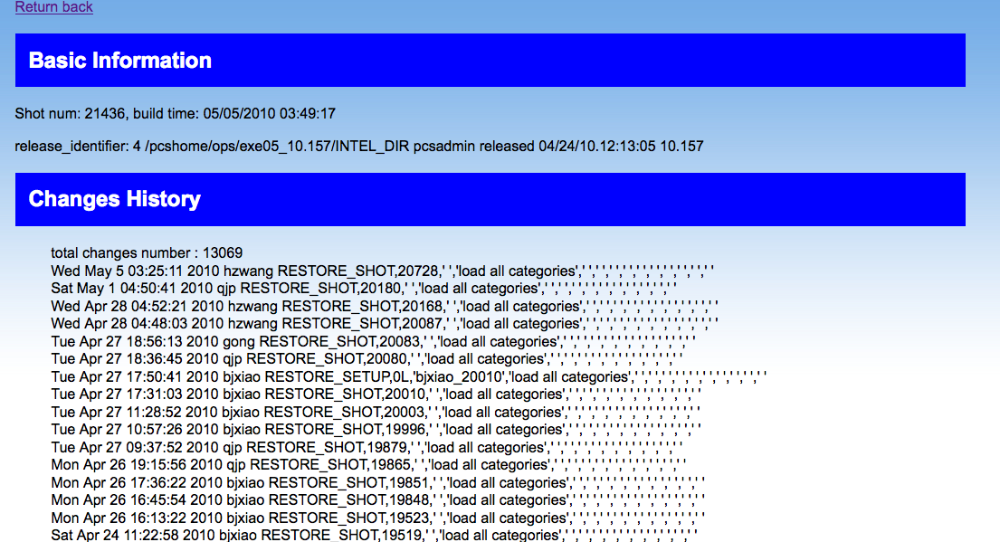 Return back
Basic Information
Shot num: 21436, build time: 05/05/2010 03:49:17
release_identifier: 4 /pcshome/ops/exe05_10.157/INTEL_DIR pcsadmin released 04/24/10.12:13:05 10.157
Changes History
total changes number : 13069
Wed May 5 03:25:11 2010 hzwang RESTORE_SHOT,20728,' ','load all categories',' ',' ',' ',' ',' ',' ',' ',' ',' ',' '
Sat May 1 04:50:41 2010 qjp RESTORE_SHOT,20180,' ','load all categories',' ',' ',' ',' ',' ',' ',' ',' ',' ',' '
Wed Apr 28 04:52:21 2010 hzwang RESTORE_SHOT,20168,' ','load all categories',' ',' ',' ',' ',' ',' ',' ',' ',' ',' '
Wed Apr 28 04:48:03 2010 hzwang RESTORE_SHOT,20087,' ','load all categories',' ',' ',' ',' ',' ',' ',' ',' ',' ',' '
Tue Apr 27 18:56:13 2010 gong RESTORE_SHOT,20083,' ','load all categories',' ',' ',' ',' ',' ',' ',' ',' ',' ',' '
Tue Apr 27 18:36:45 2010 qjp RESTORE_SHOT,20080,' ','load all categories',' ',' ',' ',' ',' ',' ',' ',' ',' ',' '
Tue Apr 27 17:50:41 2010 bjxiao RESTORE_SETUP,0L,'bjxiao_20010','load all categories',' ',' ',' ',' ',' ',' ',' ',' ',' ',' '
Tue Apr 27 17:31:03 2010 bjxiao RESTORE_SHOT,20010,' ','load all categories',' ',' ',' ',' ',' ',' ',' ',' ',' ',' '
Tue Apr 27 11:28:52 2010 bjxiao RESTORE_SHOT,20003,' ','load all categories',' ',' ',' ',' ',' ',' ',' ',' ',' ',' '
Tue Apr 27 10:57:26 2010 bjxiao RESTORE_SHOT,19996,' ','load all categories',' ',' ',' ',' ',' ',' ',' ',' ',' ',' '
Tue Apr 27 09:37:52 2010 qjp RESTORE_SHOT,19879,' ','load all categories',' ',' ',' ',' ',' ',' ',' ',' ',' ',' '
Mon Apr 26 19:15:56 2010 qjp RESTORE_SHOT,19865,' ','load all categories',' ',' ',' ',' ',' ',' ',' ',' ',' ',' '
Mon Apr 26 17:36:22 2010 bjxiao RESTORE_SHOT,19851,' ','load all categories',' ',' ',' ',' ',' ',' ',' ',' ',' ',' '
Mon Apr 26 16:45:54 2010 bjxiao RESTORE_SHOT,19848,' ','load all categories',' ',' ',' ',' ',' ',' ',' ',' ',' ',' '
Mon Apr 26 16:13:22 2010 bjxiao RESTORE_SHOT,19523,' ','load all categories',' ',' ',' ',' ',' ',' ',' ',' ',' ',' '
Sat Apr 24 11:22:58 2010 bjxiao RESTORE_SHOT,19519,' ','load all categories',' ',' ',' ',' ',' ',' ',' ',' ',' ',' '